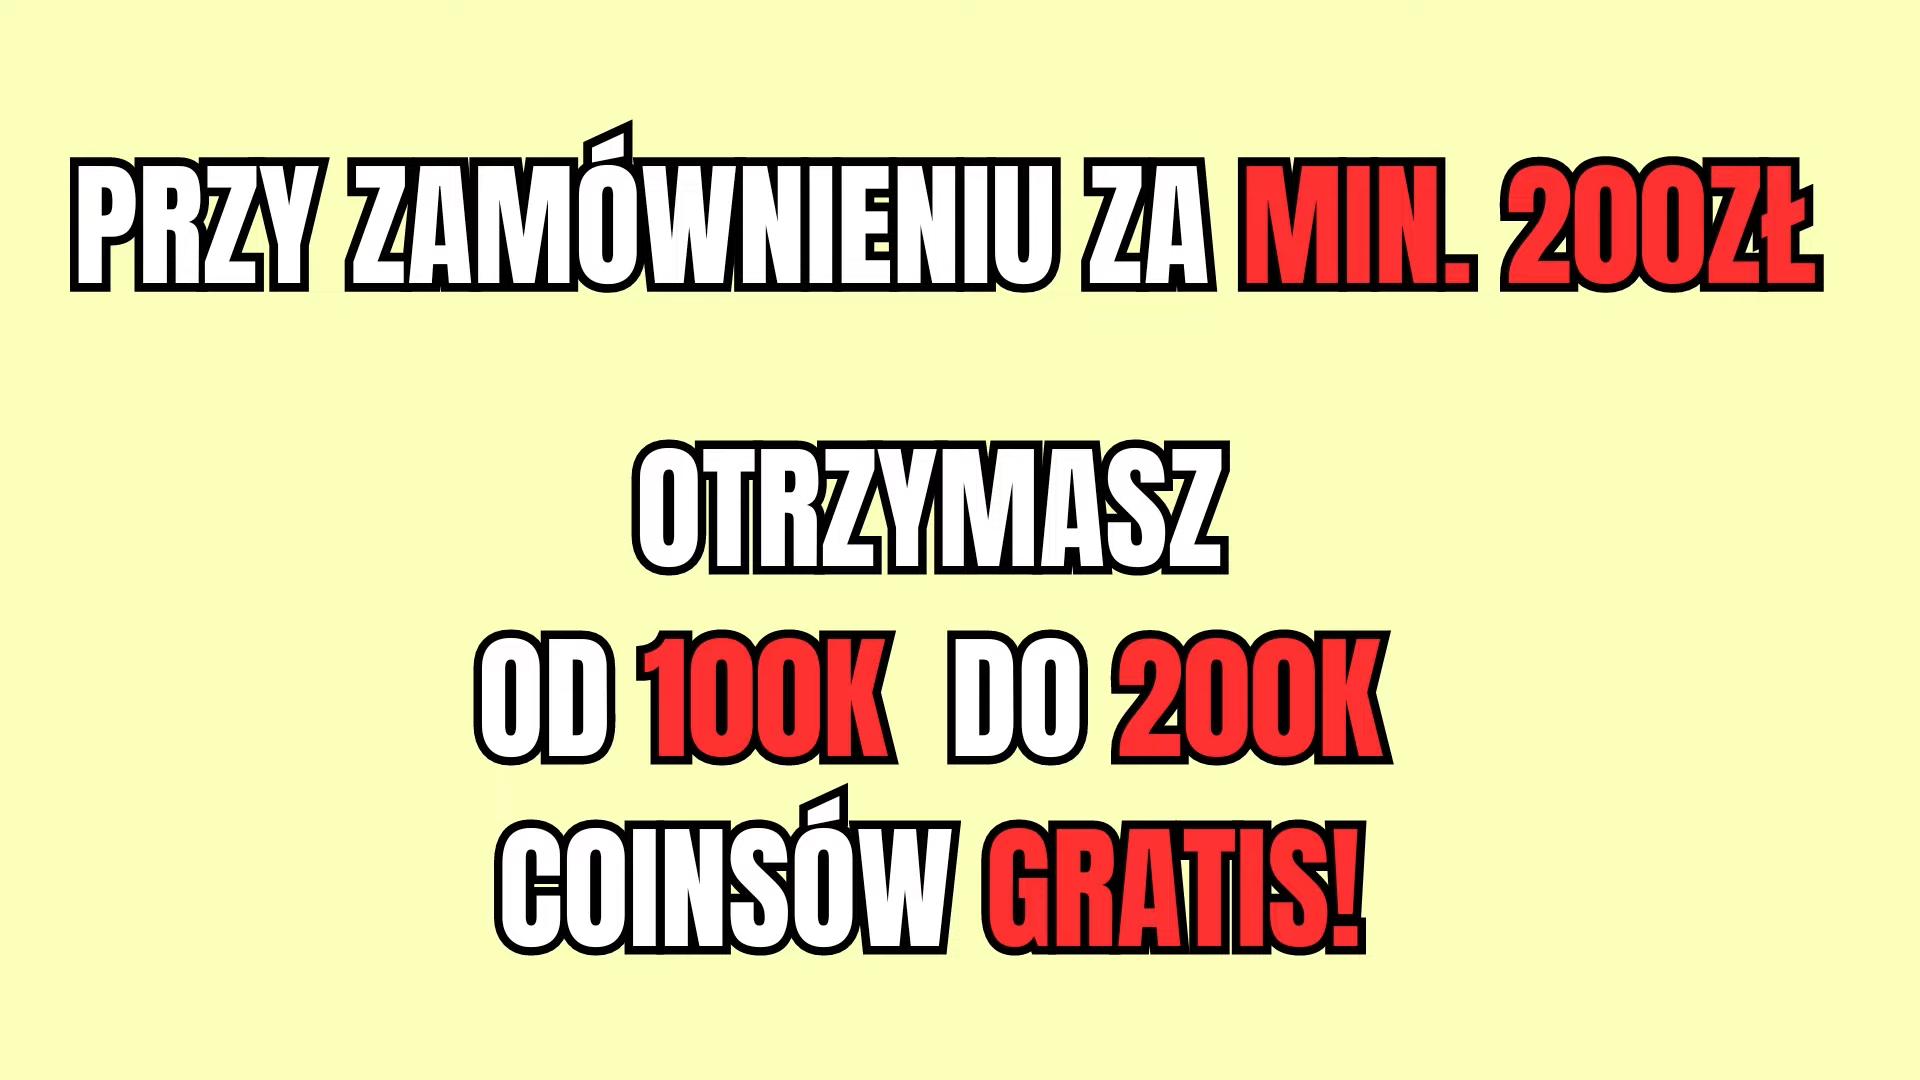 PRZY ZAMÓWNIENIU ZA MIN. 200ZŁ
OTRZYMASZ
OD 100K DO 200K
COINSÓW GRATIS!